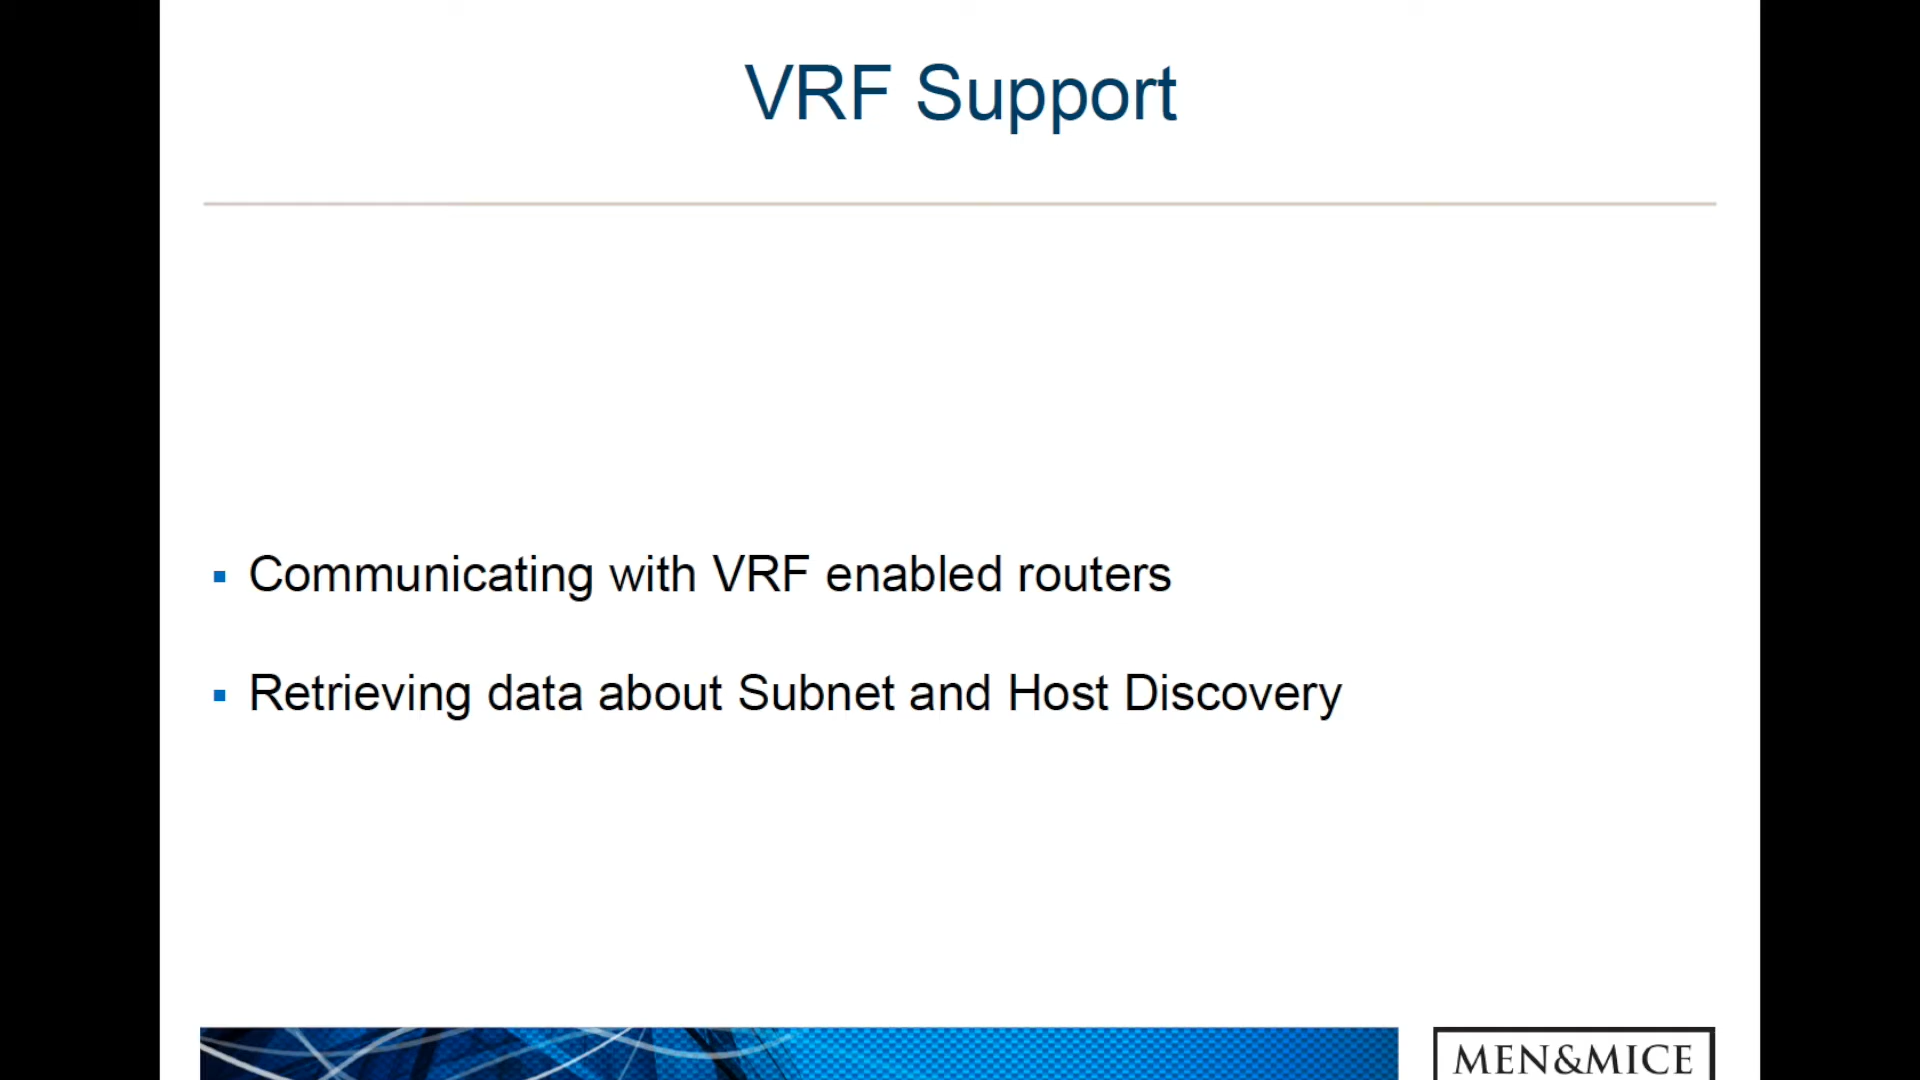 VRF Support
Communicating with VRF enabled routers
Retrieving data about Subnet and Host Discovery
MEN&MICE